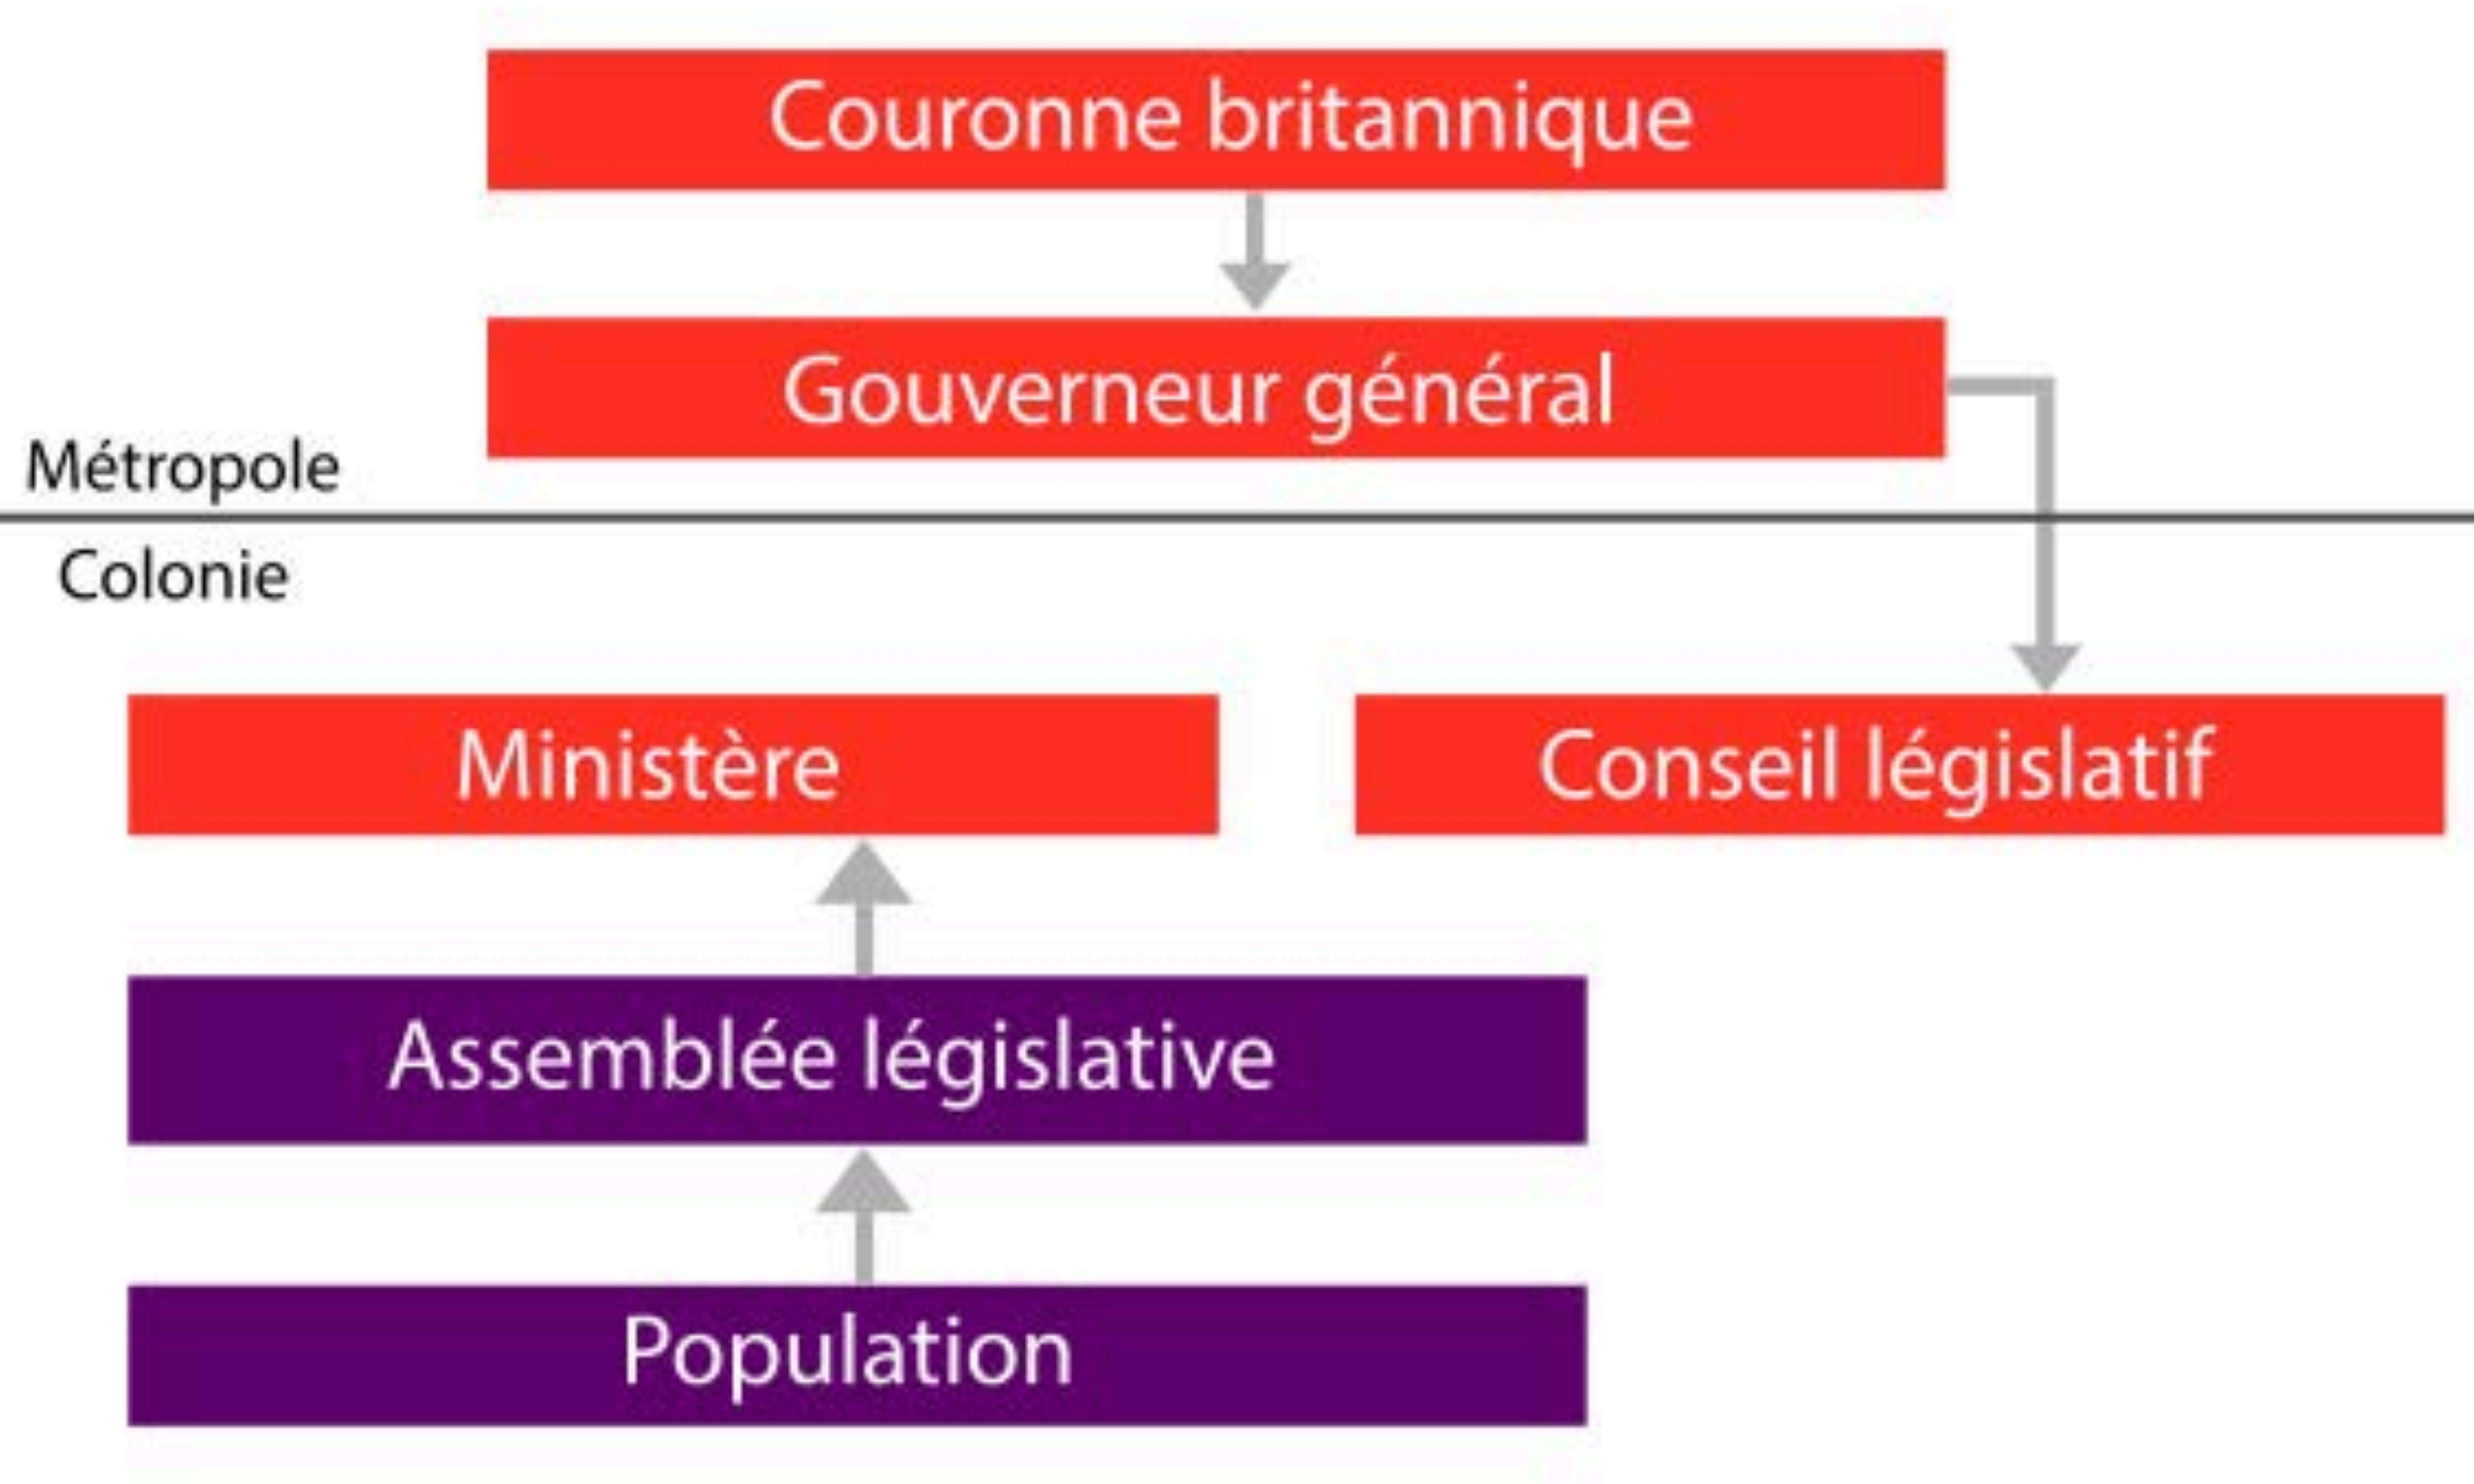 Couronne britannique
Gouverneur général
Métropole
Colonie
Ministère
Conseil législatif
Assemblée législative
Population